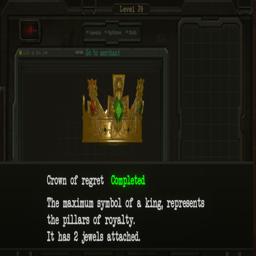 Level 70
Go to merchant
Crown of regret Completed
The maximum symbol of a king, represents
the pillars of royalty.
It has 2 jewels attached.